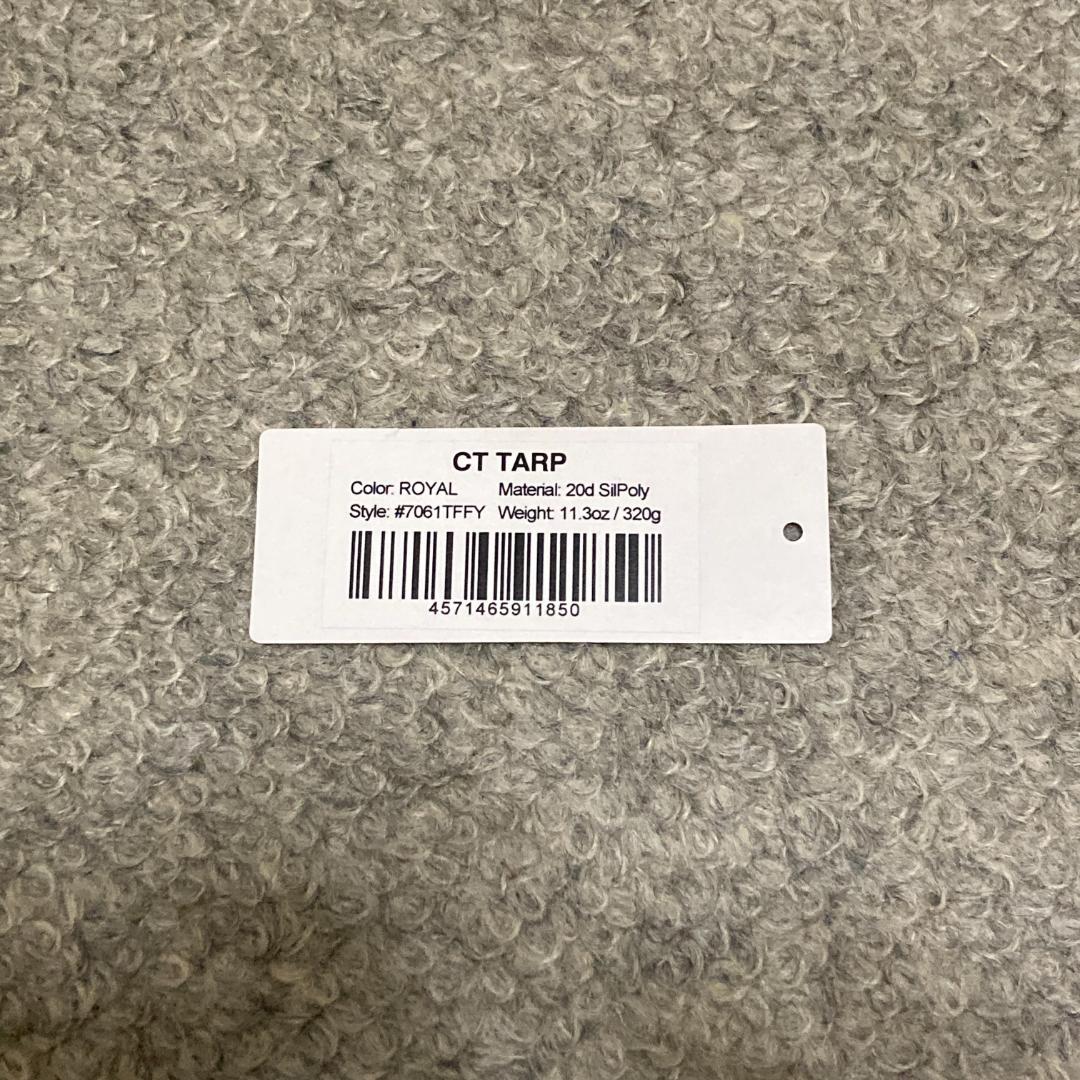 CT TARP
Color: ROYAL Material: 20d SilPoly
Style: #7061TFFY Weight: 11.3oz / 320g
4571465911850